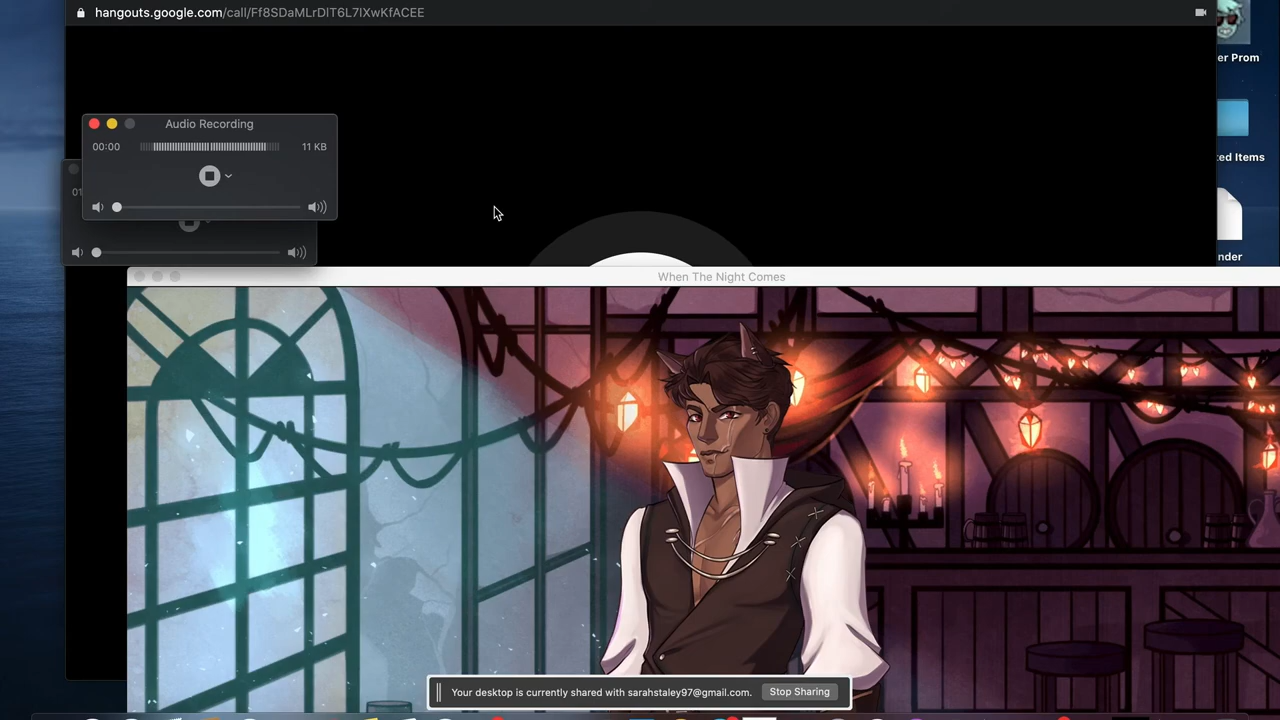 hangouts.google.com/call/Ff8SDaMLrDIT6L7IXwKfACEE
er Prom
Audio Recording
00:00
11 KB
ted Items
01
nder
When The Night Comes
Your desktop is currently shared with sarahstaley97@gmail.com.
Stop Sharing